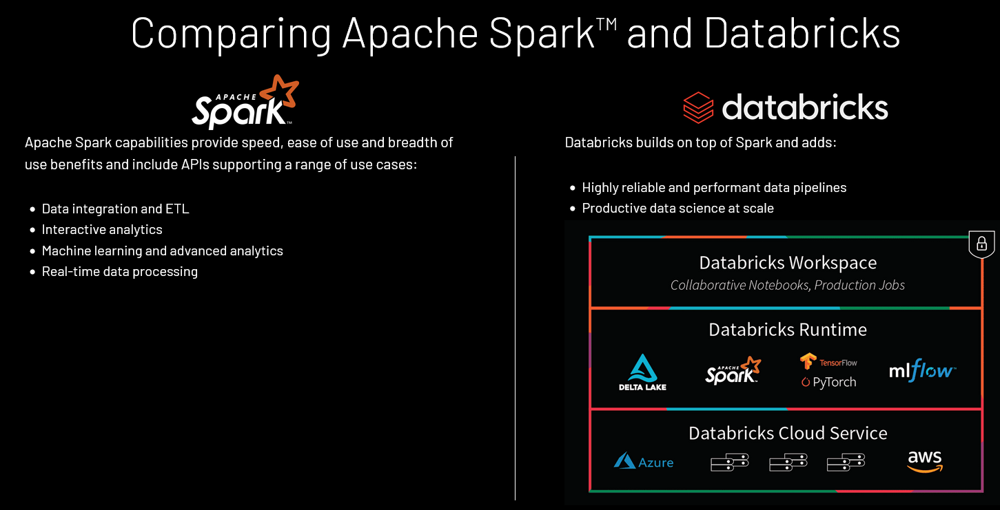 Comparing Apache Spark™ and Databricks
APACHE
Spark™
Apache Spark capabilities provide speed, ease of use and breadth of
use benefits and include APIs supporting a range of use cases:
• Data integration and ETL
• Interactive analytics
• Machine learning and advanced analytics
• Real-time data processing
databricks
Databricks builds on top of Spark and adds:
• Highly reliable and performant data pipelines
• Productive data science at scale
Databricks Workspace
Collaborative Notebooks, Production Jobs
Databricks Runtime
DELTA LAKE
APACHE
Spark™
TensorFlow
PyTorch
mlflow™
Databricks Cloud Service
Azure
aws